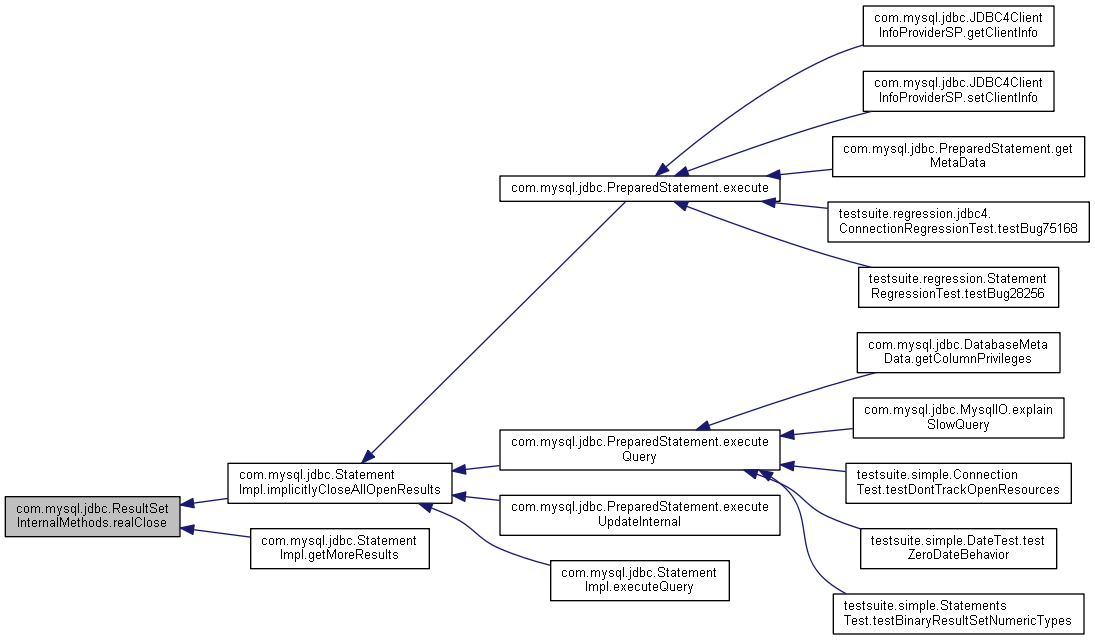 com.mysql.jdbc.JDBC4Client
InfoProviderSP.getClientInfo
com.mysql.jdbc.JDBC4Client
InfoProviderSP.setClientInfo
com.mysql.jdbc.PreparedStatement.get
MetaData
com.mysql.jdbc.PreparedStatement.execute
testsuite.regression.jdbc4.
ConnectionRegressionTest.testBug75168
testsuite.regression.Statement
RegressionTest.testBug28256
com.mysql.jdbc.DatabaseMeta
Data.getColumnPrivileges
com.mysql.jdbc.MysqlIO.explain
SlowQuery
com.mysql.jdbc.PreparedStatement.execute
Query
com.mysql.jdbc.Statement
Impl.implicitlyCloseAllOpenResults
testsuite.simple.Connection
Test.testDontTrackOpenResources
com.mysql.jdbc.ResultSet
InternalMethods.realClose
com.mysql.jdbc.PreparedStatement.execute
UpdateInternal
com.mysql.jdbc.Statement
Impl.getMoreResults
testsuite.simple.DateTest.test
ZeroDateBehavior
com.mysql.jdbc.Statement
Impl.executeQuery
testsuite.simple.Statements
Test.testBinaryResultSetNumericTypes